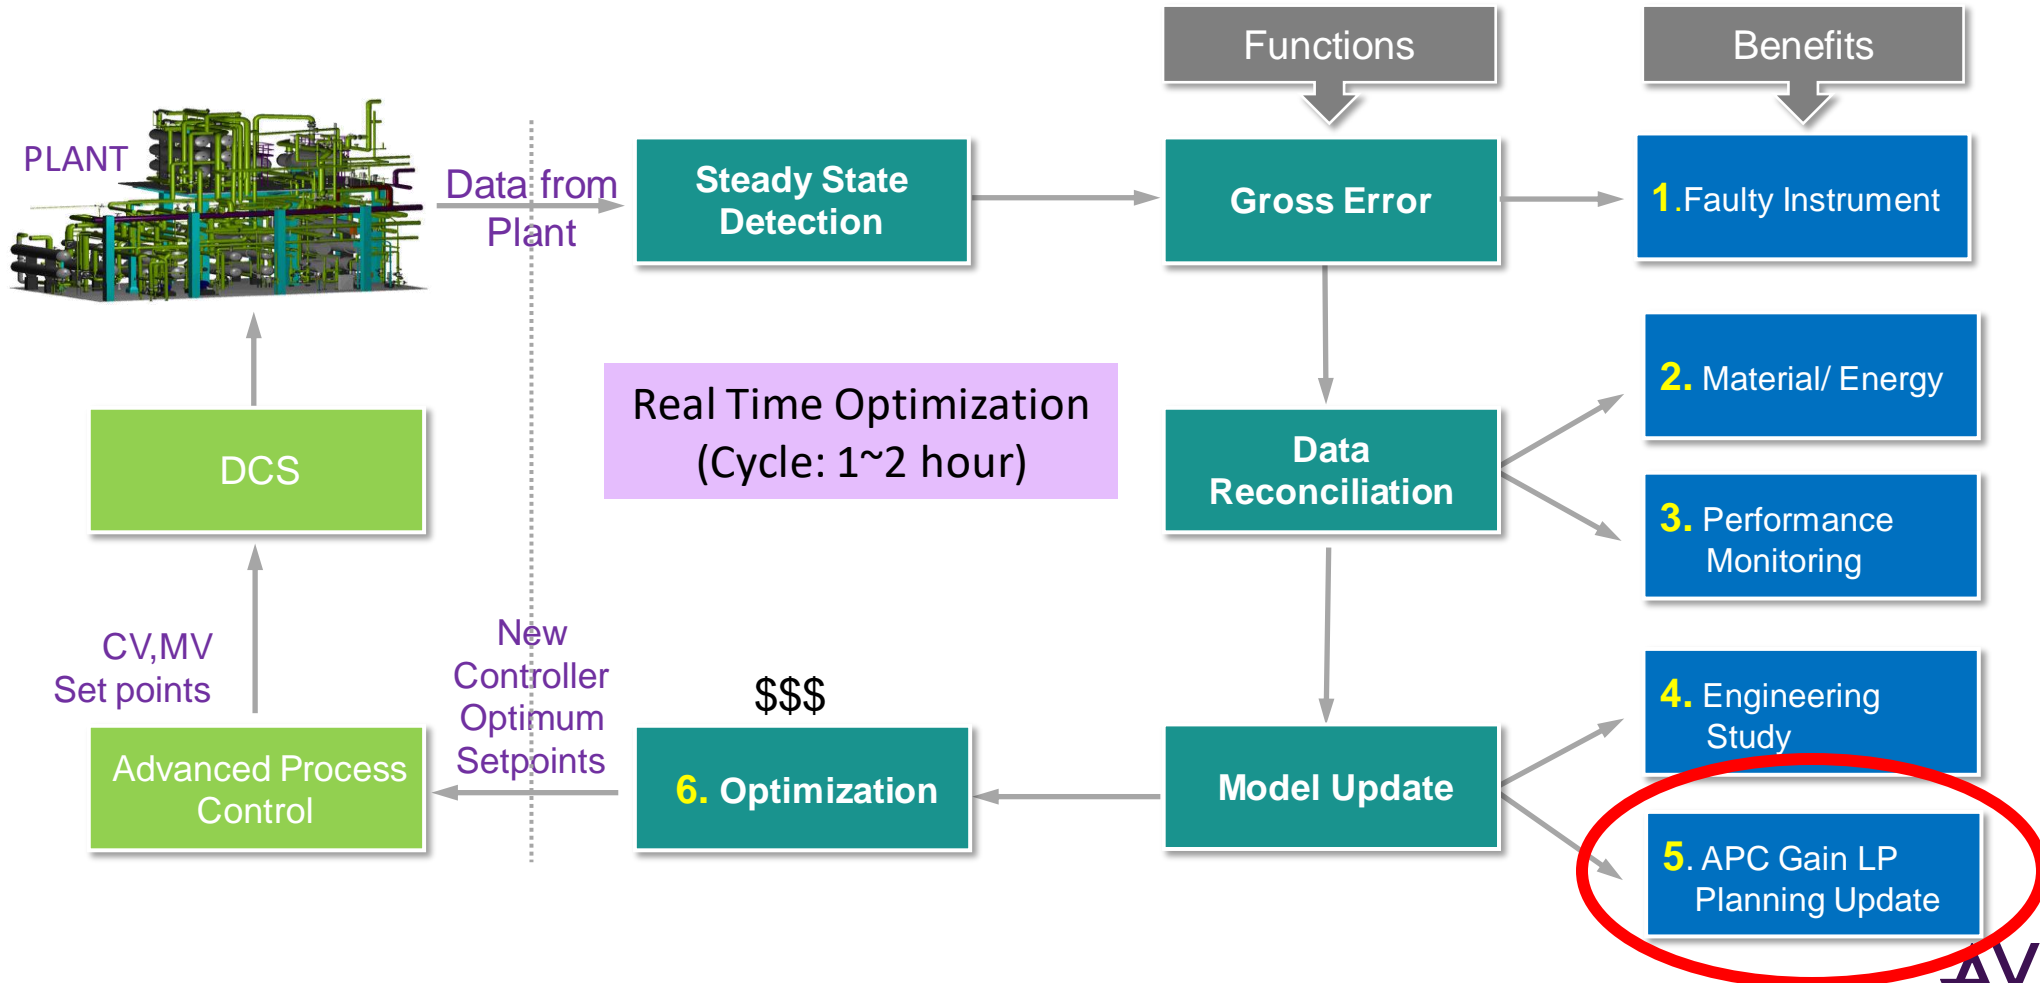 Functions
Benefits
PLANT
Data from
Plant
Steady State
Detection
Gross Error
1.Faulty Instrument
Real Time Optimization
(Cycle: 1~2 hour)
2. Material/ Energy
DCS
Data
Reconciliation
3. Performance
Monitoring
CV,MV
Set points
New
Controller
Optimum
Setpoints
$$$
4. Engineering
Study
Advanced Process
Control
6. Optimization
Model Update
5. APC Gain LP
Planning Update